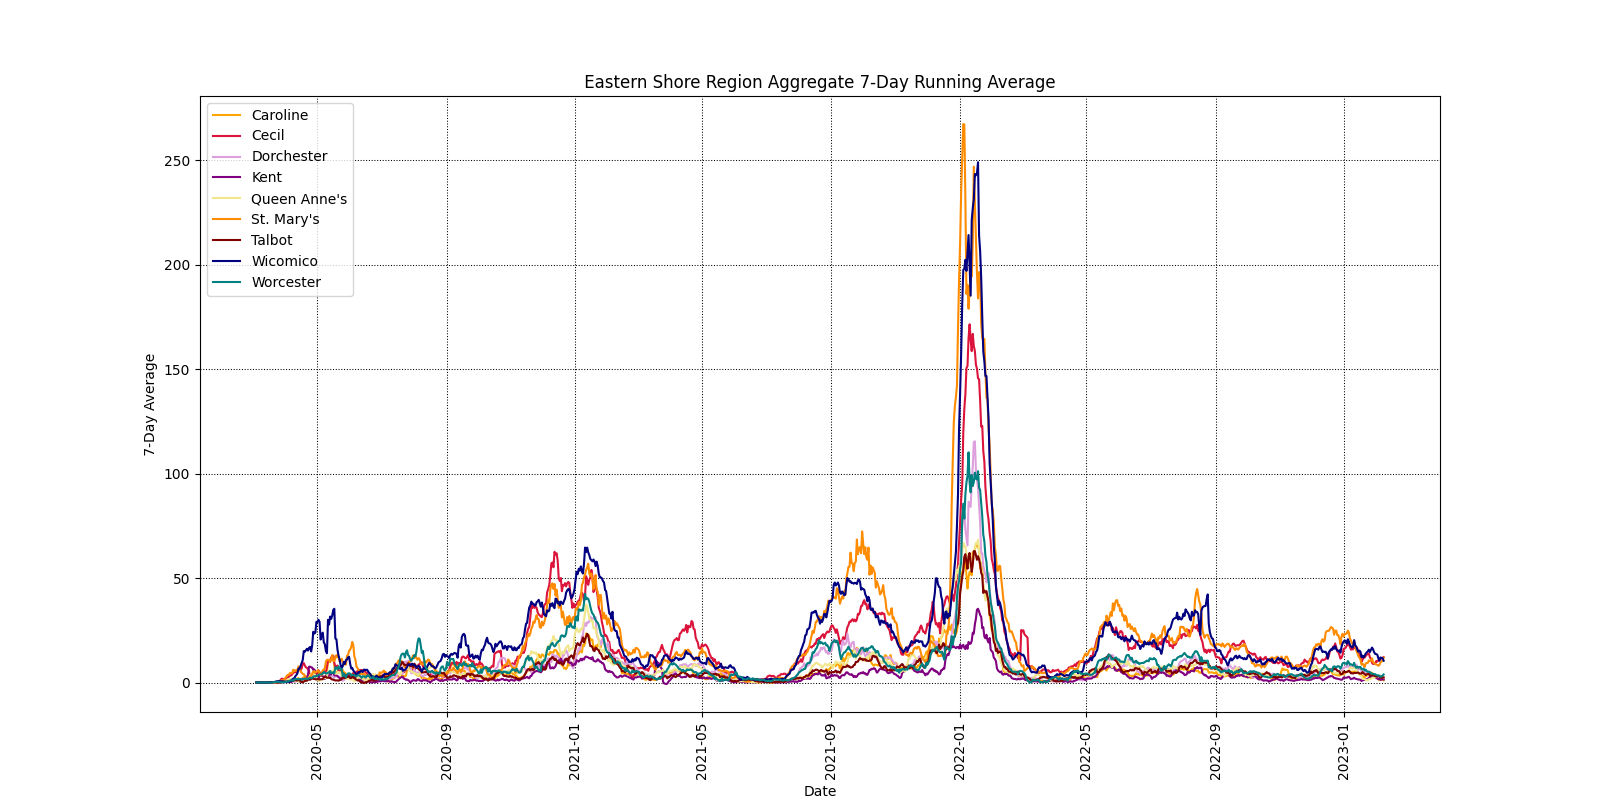 Eastern Shore Region Aggregate 7-Day Running Average
Caroline
Cecil
Dorchester
Kent
Queen Anne's
St. Mary's
Talbot
Wicomico
Worcester
7-Day Average
250
200
150
100
50
0
2020-05
2020-09
2021-01
2021-05
2021-09
2022-01
2022-05
2022-09
2023-01
Date